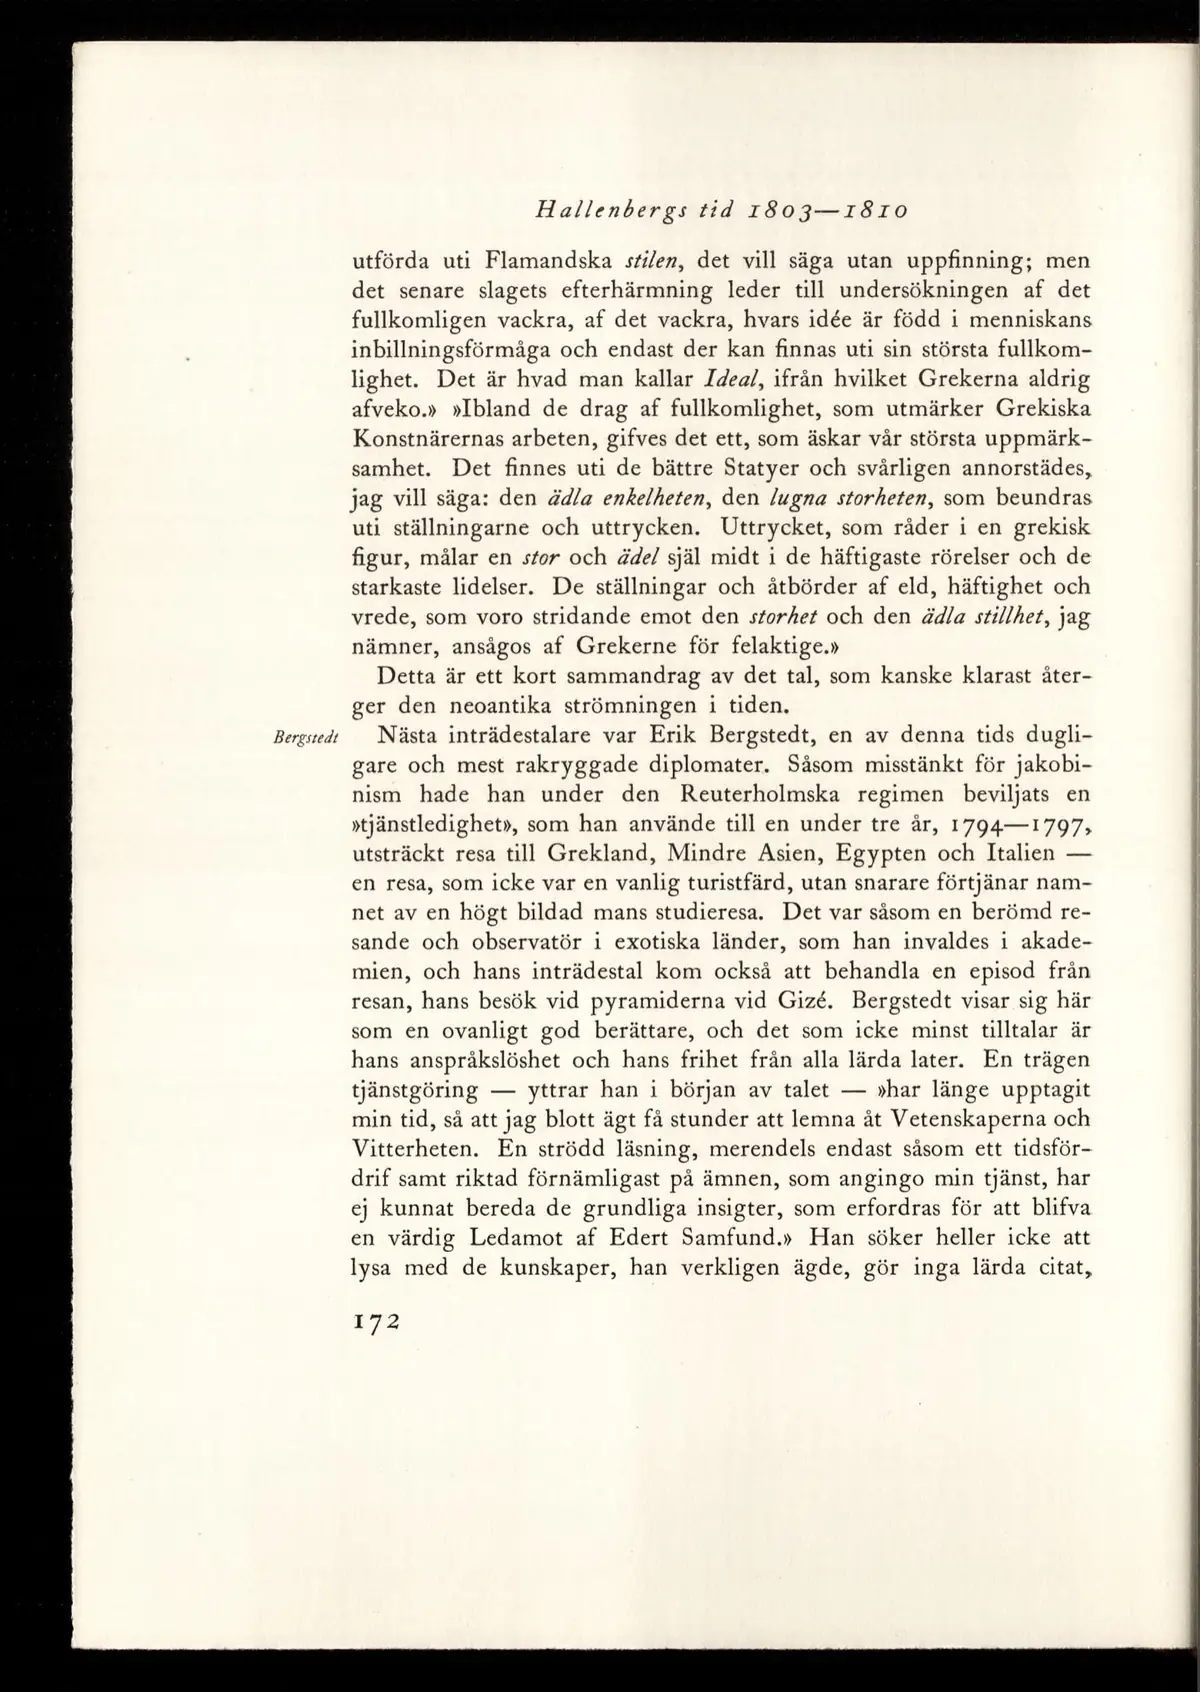 Hallenbergs tid 1803—1810
utförda uti Flamandska stilen, det vill säga utan uppfinning; men
det senare slagets efterhärmning leder till undersökningen af det
fullkomligen vackra, af det vackra, hvars idée är född i menniskans
inbillningsförmåga och endast der kan finnas uti sin största fullkom-
lighet. Det är hvad man kallar Ideal, ifrån hvilket Grekerna aldrig
afveko.» »Ibland de drag af fullkomlighet, som utmärker Grekiska
Konstnärernas arbeten, gifves det ett, som äskar vår största uppmärk-
samhet. Det finnes uti de bättre Statyer och svårligen annorstädes,
jag vill säga: den ädla enkelheten, den lugna storheten, som beundras
uti ställningarne och uttrycken. Uttrycket, som råder i en grekisk
figur, målar en stor och ädel själ midt i de häftigaste rörelser och de
starkaste lidelser. De ställningar och åtbörder af eld, häftighet och
vrede, som voro stridande emot den storhet och den ädla stillhet, jag
nämner, ansågos af Grekerne för felaktige.»
Detta är ett kort sammandrag av det tal, som kanske klarast åter-
ger den neoantika strömningen i tiden.
Bergstedt Nästa inträdestalare var Erik Bergstedt, en av denna tids dugli-
gare och mest rakryggade diplomater. Såsom misstänkt för jakobi-
nism hade han under den Reuterholmska regimen beviljats en
»tjänstledighet», som han använde till en under tre år, 1794—1797,
utsträckt resa till Grekland, Mindre Asien, Egypten och Italien —
en resa, som icke var en vanlig turistfärd, utan snarare förtjänar nam-
net av en högt bildad mans studieresa. Det var såsom en berömd re-
sande och observatör i exotiska länder, som han invaldes i akade-
mien, och hans inträdestal kom också att behandla en episod från
resan, hans besök vid pyramiderna vid Gizé. Bergstedt visar sig här
som en ovanligt god berättare, och det som icke minst tilltalar är
hans anspråkslöshet och hans frihet från alla lärda later. En trägen
tjänstgöring — yttrar han i början av talet — »har länge upptagit
min tid, så att jag blott ägt få stunder att lemna åt Vetenskaperna och
Vitterheten. En strödd läsning, merendels endast såsom ett tidsför-
drif samt riktad förnämligast på ämnen, som angingo min tjänst, har
ej kunnat bereda de grundliga insigter, som erfordras för att blifva
en värdig Ledamot af Edert Samfund.» Han söker heller icke att
lysa med de kunskaper, han verkligen ägde, gör inga lärda citat,
172